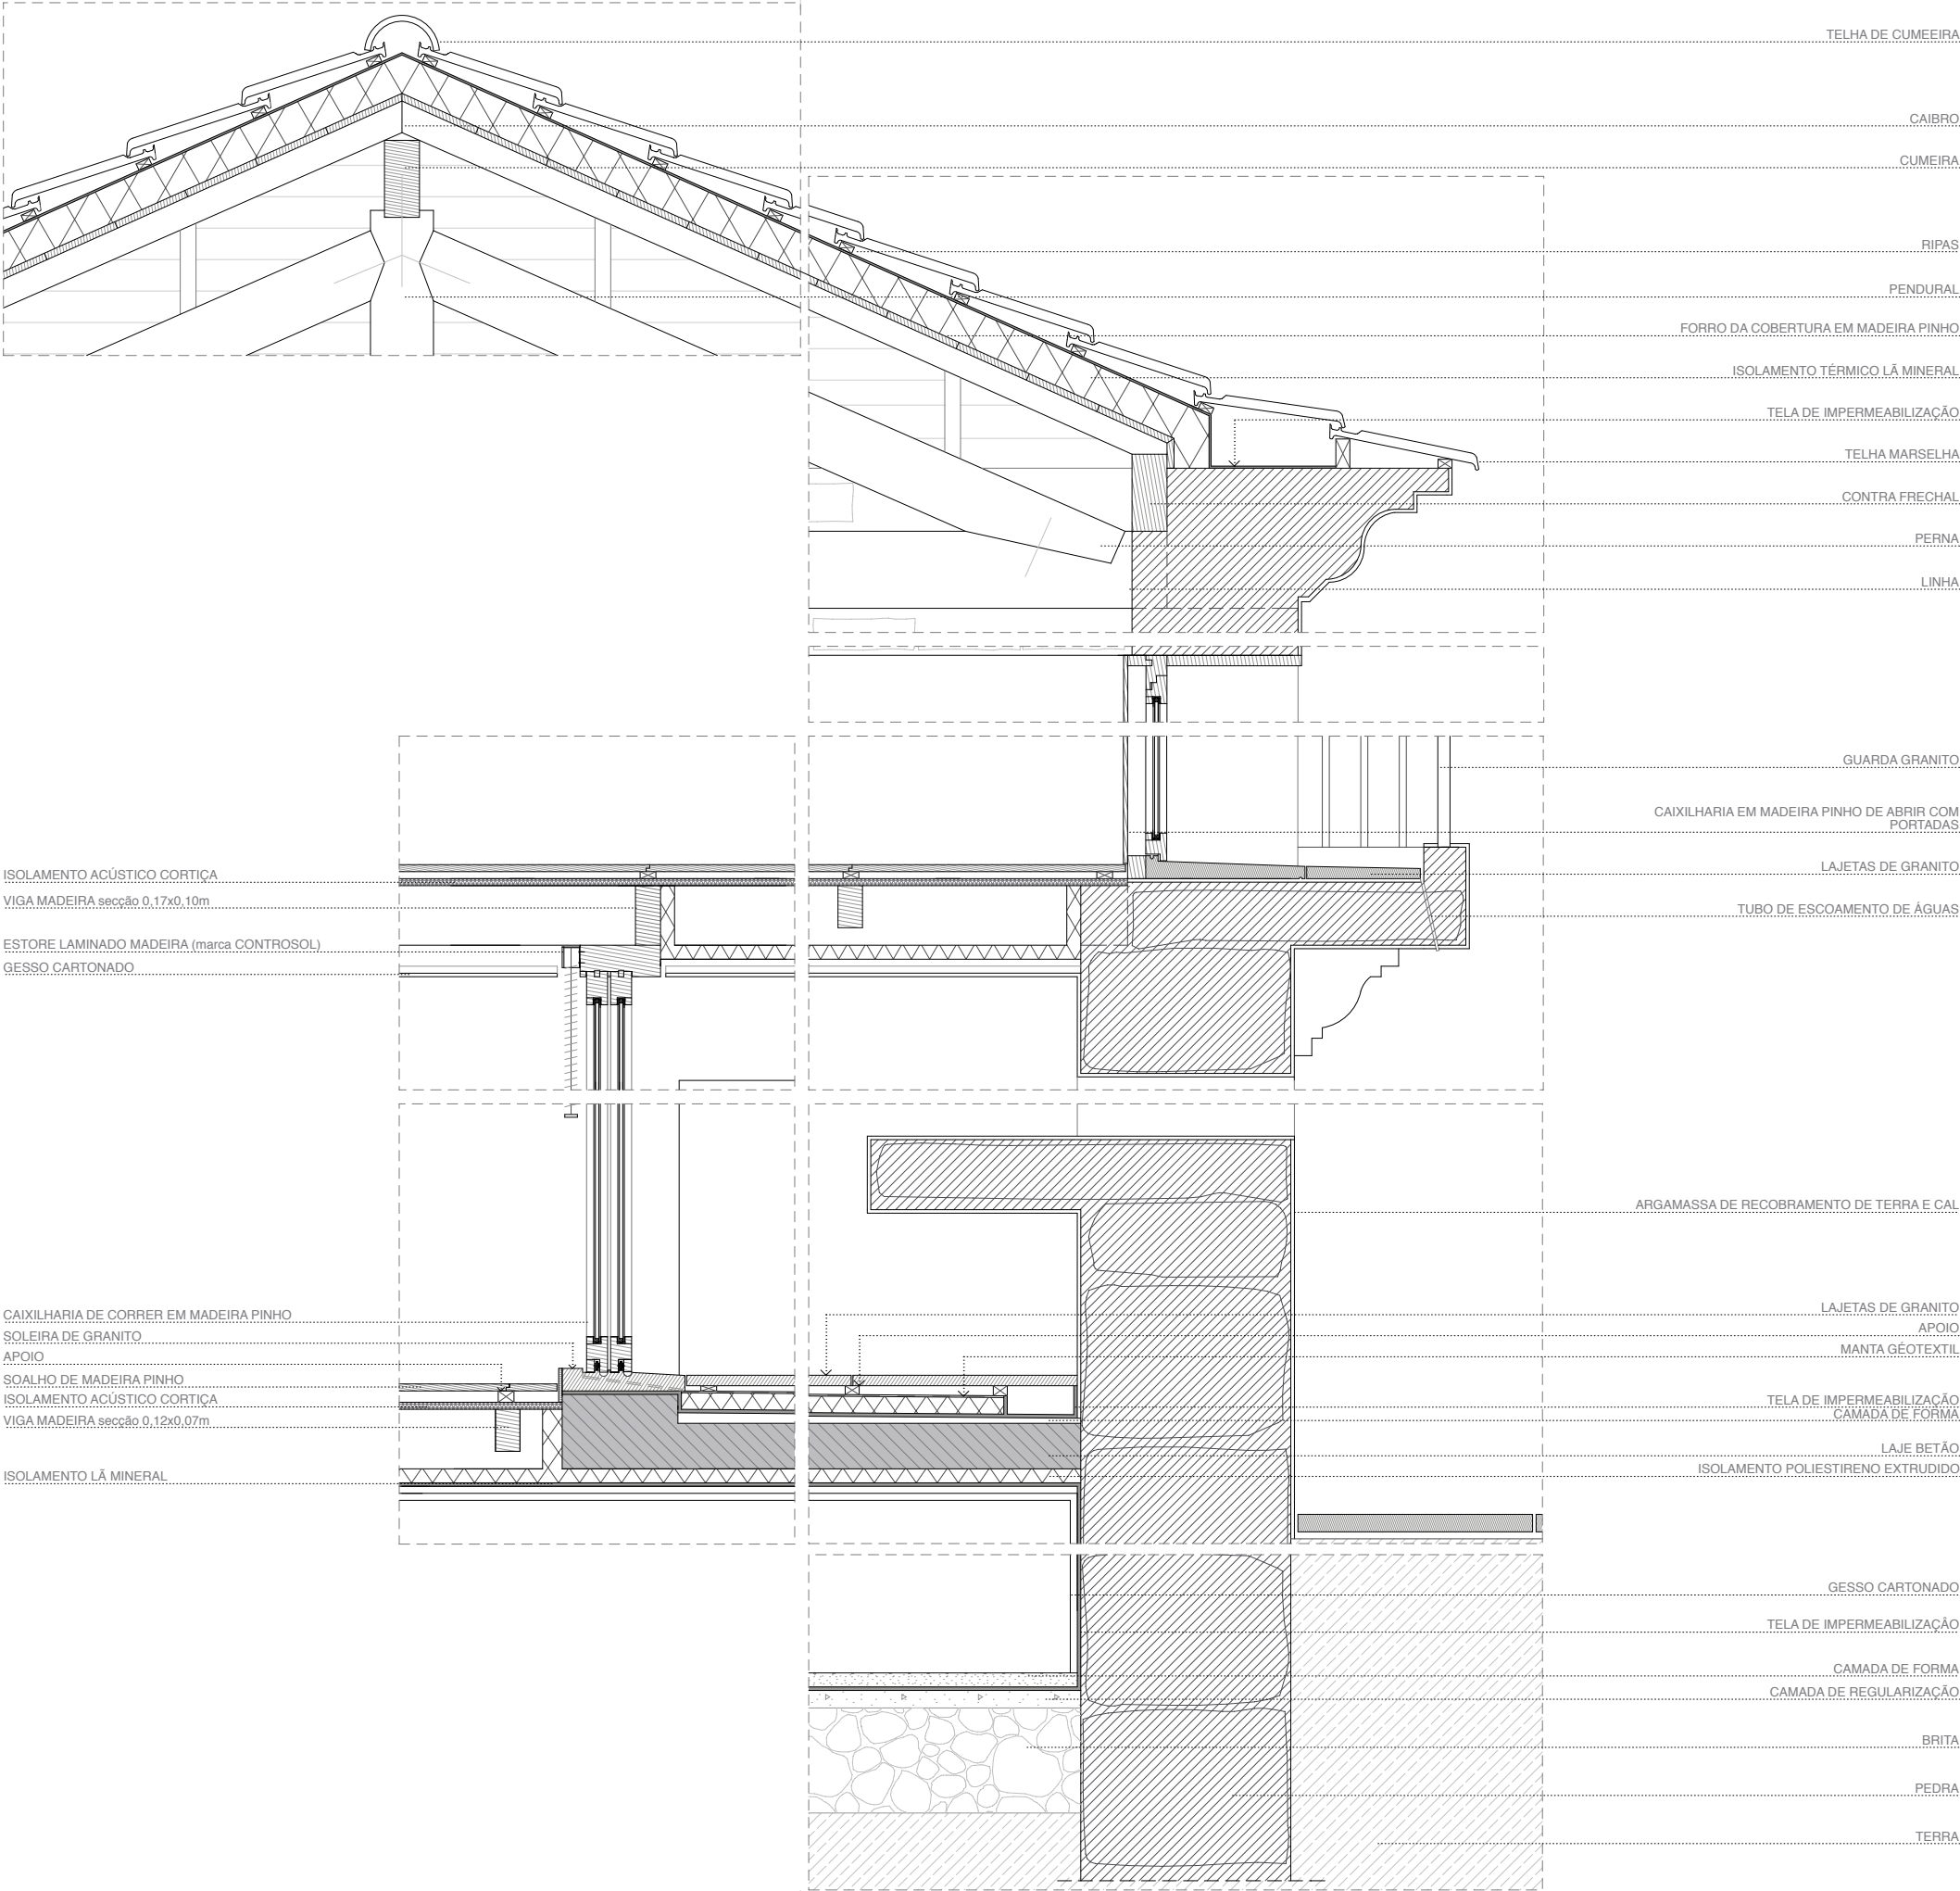 TELHA DE CUMEEIRA
CAIBRO
CUMEIRA
RIPAS
PENDURAL
FORRO DA COBERTURA EM MADEIRA PINHO
ISOLAMENTO TÉRMICO LÃ MINERAL
TELA DE IMPERMEABILIZAÇÃO
TELHA MARSELHA
CONTRA FRECHAL
PERNA
LINHA
GUARDA GRANITO
CAIXILHARIA EM MADEIRA PINHO DE ABRIR COM
PORTADAS
LAJETAS DE GRANITO
TUBO DE ESCOAMENTO DE ÁGUAS
ISOLAMENTO ACÚSTICO CORTIÇA
VIGA MADEIRA secção 0,17x0,10m
ESTORE LAMINADO MADEIRA (marca CONTROSOL)
GESSO CARTONADO
ARGAMASSA DE RECOBRAMENTO DE TERRA E CAL
CAIXILHARIA DE CORRER EM MADEIRA PINHO
SOLEIRA DE GRANITO
APOIO
SOALHO DE MADEIRA PINHO
ISOLAMENTO ACÚSTICO CORTIÇA
VIGA MADEIRA secção 0,12x0,07m
ISOLAMENTO LÃ MINERAL
LAJETAS DE GRANITO
APOIO
MANTA GÉOTEXTIL
TELA DE IMPERMEABILIZAÇÃO
CAMADA DE FORMA
LAJE BETÃO
ISOLAMENTO POLIESTIRENO EXTRUDIDO
GESSO CARTONADO
TELA DE IMPERMEABILIZAÇÃO
CAMADA DE FORMA
CAMADA DE REGULARIZAÇÃO
BRITA
PEDRA
TERRA